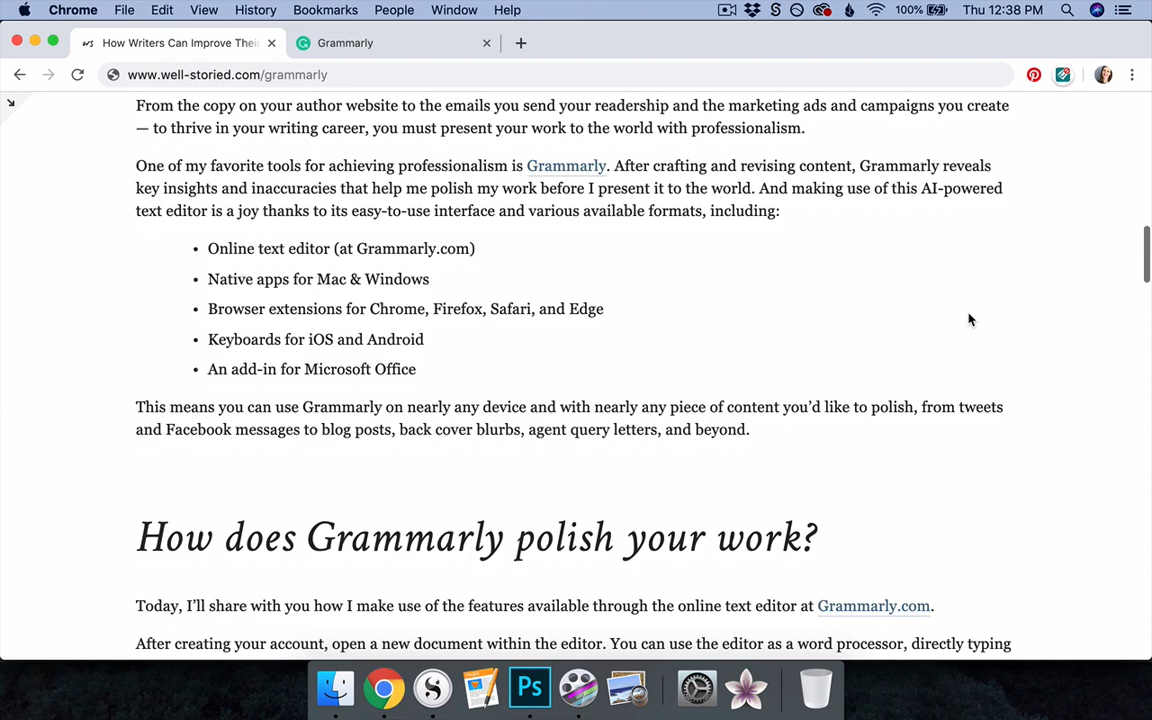 Chrome File Edit View History Bookmarks People Window Help 100% Thu 12:38 PM
How Writers Can Improve Thei Grammarly
www.well-storied.com/grammarly
From the copy on your author website to the emails you send your readership and the marketing ads and campaigns you create
— to thrive in your writing career, you must present your work to the world with professionalism.
One of my favorite tools for achieving professionalism is Grammarly. After crafting and revising content, Grammarly reveals
key insights and inaccuracies that help me polish my work before I present it to the world. And making use of this AI-powered
text editor is a joy thanks to its easy-to-use interface and various available formats, including:
• Online text editor (at Grammarly.com)
• Native apps for Mac & Windows
• Browser extensions for Chrome, Firefox, Safari, and Edge
• Keyboards for iOS and Android
• An add-in for Microsoft Office
This means you can use Grammarly on nearly any device and with nearly any piece of content you’d like to polish, from tweets
and Facebook messages to blog posts, back cover blurbs, agent query letters, and beyond.
How does Grammarly polish your work?
Today, I’ll share with you how I make use of the features available through the online text editor at Grammarly.com.
After creating your account, open a new document within the editor. You can use the editor as a word processor, directly typing
Ps